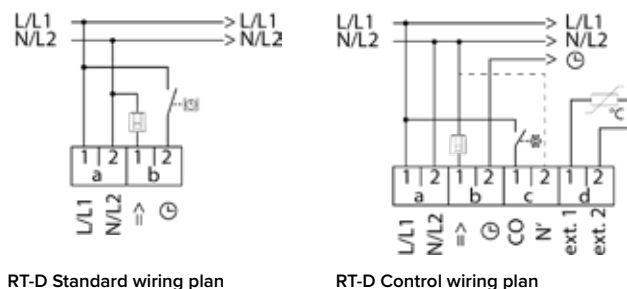 L/L1
L/L1
N/L2
N/L2
1 2 1 2
a b
L/L1
N/L2
RT-D Standard wiring plan
L/L1
L/L1
N/L2
N/L2
°C
1 2 1 2 1 2 1 2
a b c d
L/L1
N/L2
CO
N'
ext. 1
ext. 2
RT-D Control wiring plan